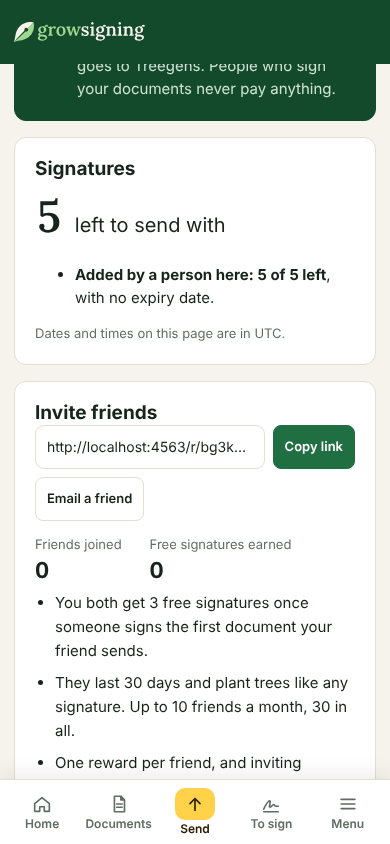 growsigning
goes to Treegens. People who sign
your documents never pay anything.
Signatures
5 left to send with
• Added by a person here: 5 of 5 left,
with no expiry date.
Dates and times on this page are in UTC.
Invite friends
http://localhost:4563/r/bg3k...
Copy link
Email a friend
Friends joined
Free signatures earned
0
0
• You both get 3 free signatures once
someone signs the first document your
friend sends.
• They last 30 days and plant trees like any
signature. Up to 10 friends a month, 30 in
all.
• One reward per friend, and inviting
Home
Documents
Send
To sign
Menu